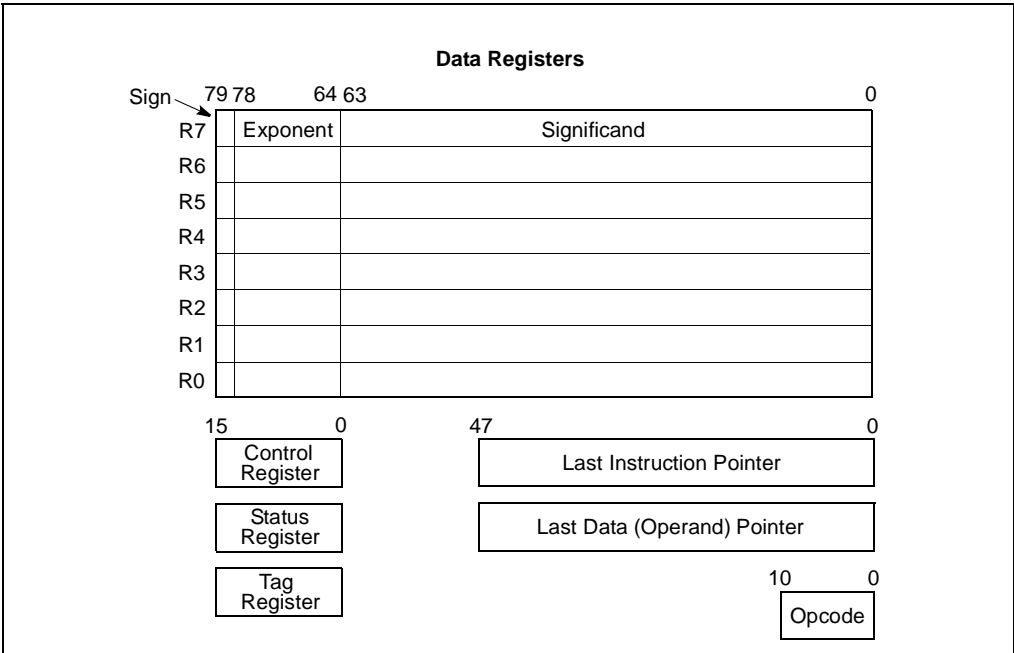 Data Registers
Sign 79 78 64 63 0
R7 Exponent Significand
R6
R5
R4
R3
R2
R1
R0
15 0 47 0
Control
Register
Last Instruction Pointer
Status
Register
Last Data (Operand) Pointer
Tag
Register
10 0
Opcode